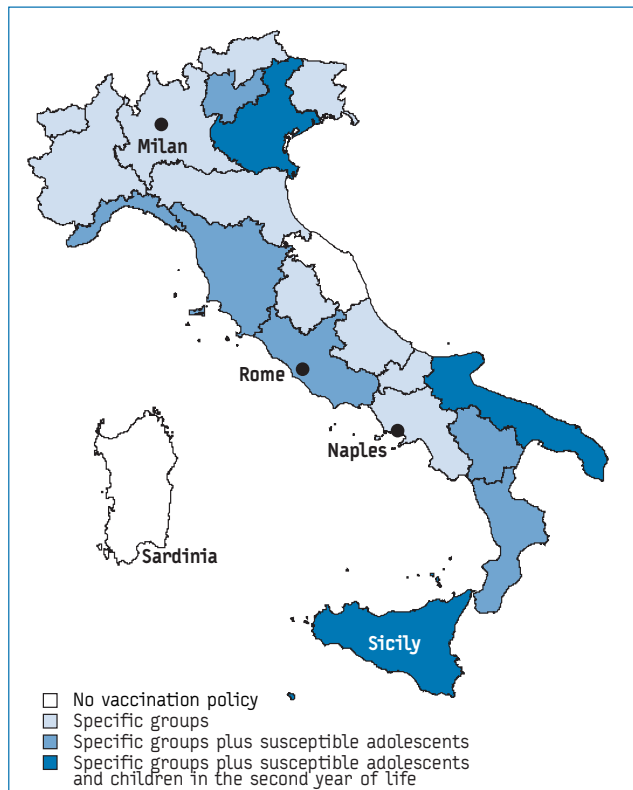 Milan
Rome
Naples
Sardinia
Sicily
No vaccination policy
Specific groups
Specific groups plus susceptible adolescents
Specific groups plus susceptible adolescents
and children in the second year of life